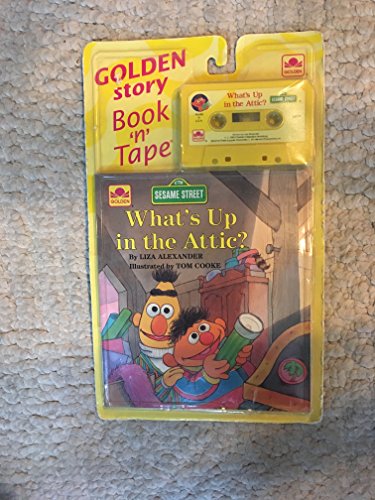 GOLDEN
story
Book
'n'
Tape
What's Up
in the Attic?
SESAME STREET
GOLDEN
GOLDEN
SESAME STREET
What's Up
in the Attic?
By LIZA ALEXANDER
Illustrated by TOM COOKE